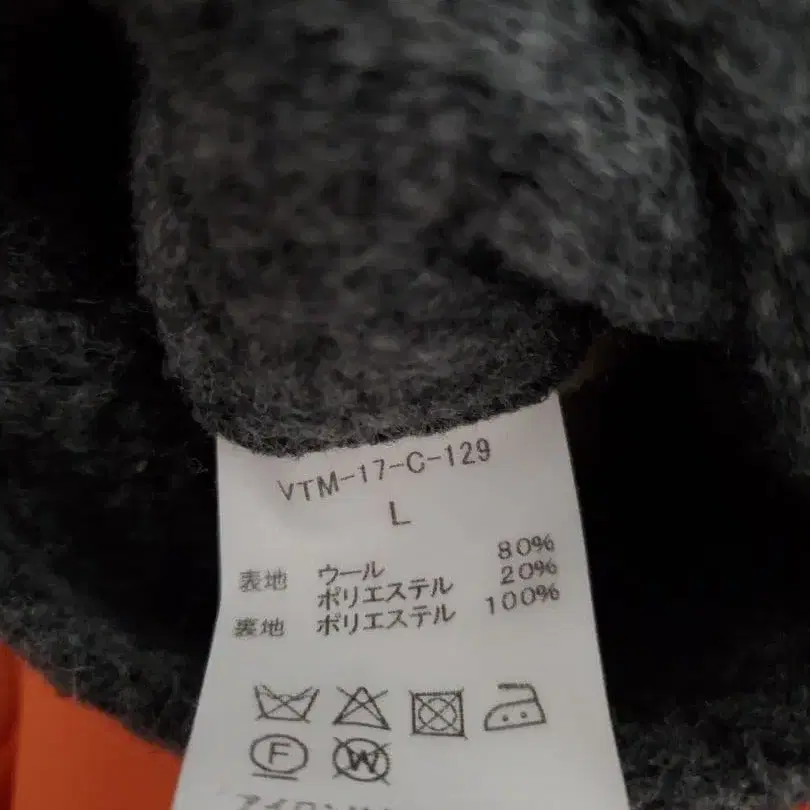 VTM-17-C-129
L
表地 ウール 80%
ポリエステル 20%
裏地 ポリエステル 100%
F W